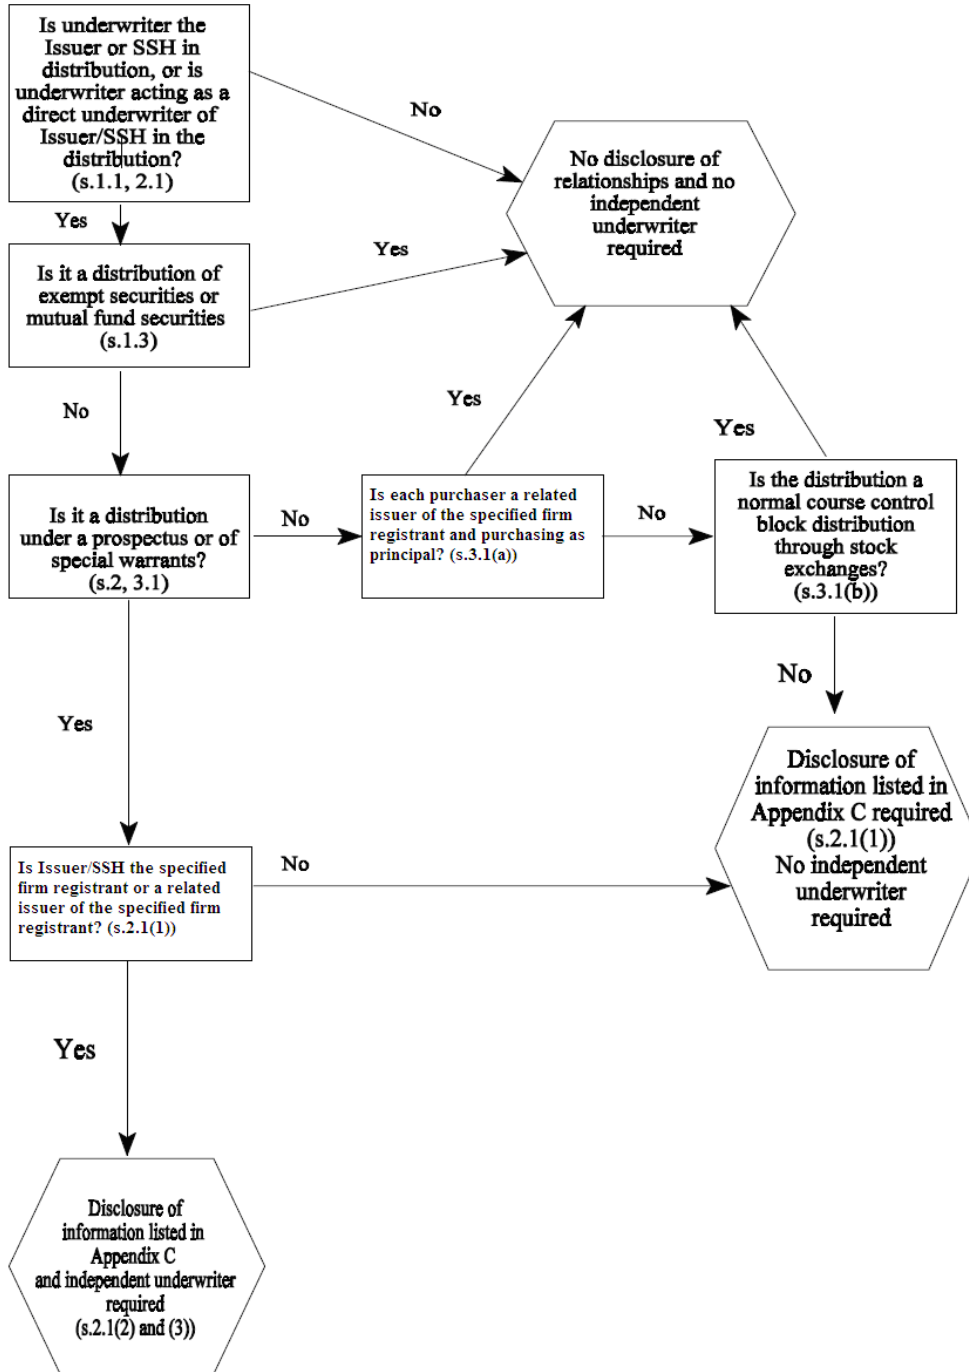 Is underwriter the
Issuer or SSH in
distribution, or is
underwriter acting as a
direct underwriter of
Issuer/SSH in the
distribution?
(s.1.1, 2.1)
No
No disclosure of
relationships and no
independent
underwriter
required
Yes
Yes
Is it a distribution of
exempt securities or
mutual fund securities
(s.1.3)
No
Yes
Yes
Is it a distribution
under a prospectus or of
special warrants?
(s.2, 3.1)
No
Is each purchaser a related
issuer of the specified firm
registrant and purchasing as
principal? (s.3.1(a))
No
Is the distribution a
normal course control
block distribution
through stock
exchanges?
(s.3.1(b))
No
Yes
Disclosure of
information listed in
Appendix C required
(s.2.1(1))
No independent
underwriter
required
Is Issuer/SSH the specified
firm registrant or a related
issuer of the specified firm
registrant? (s.2.1(1))
No
Yes
Disclosure of
information listed in
Appendix C
and independent underwriter
required
(s.2.1(2) and (3))